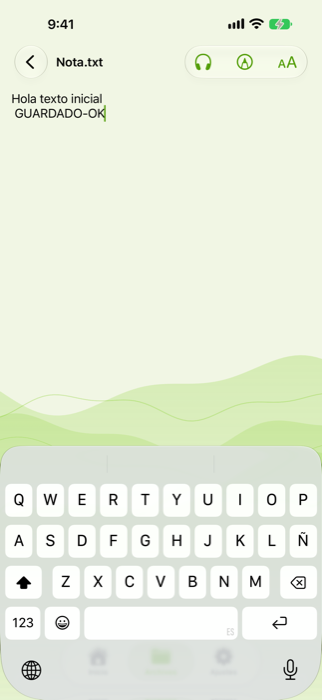 9:41
Nota.txt
AA
Hola texto inicial
GUARDADO-OK
Q W E R T Y U I O P
A S D F G H J K L Ñ
Z X C V B N M
123
ES